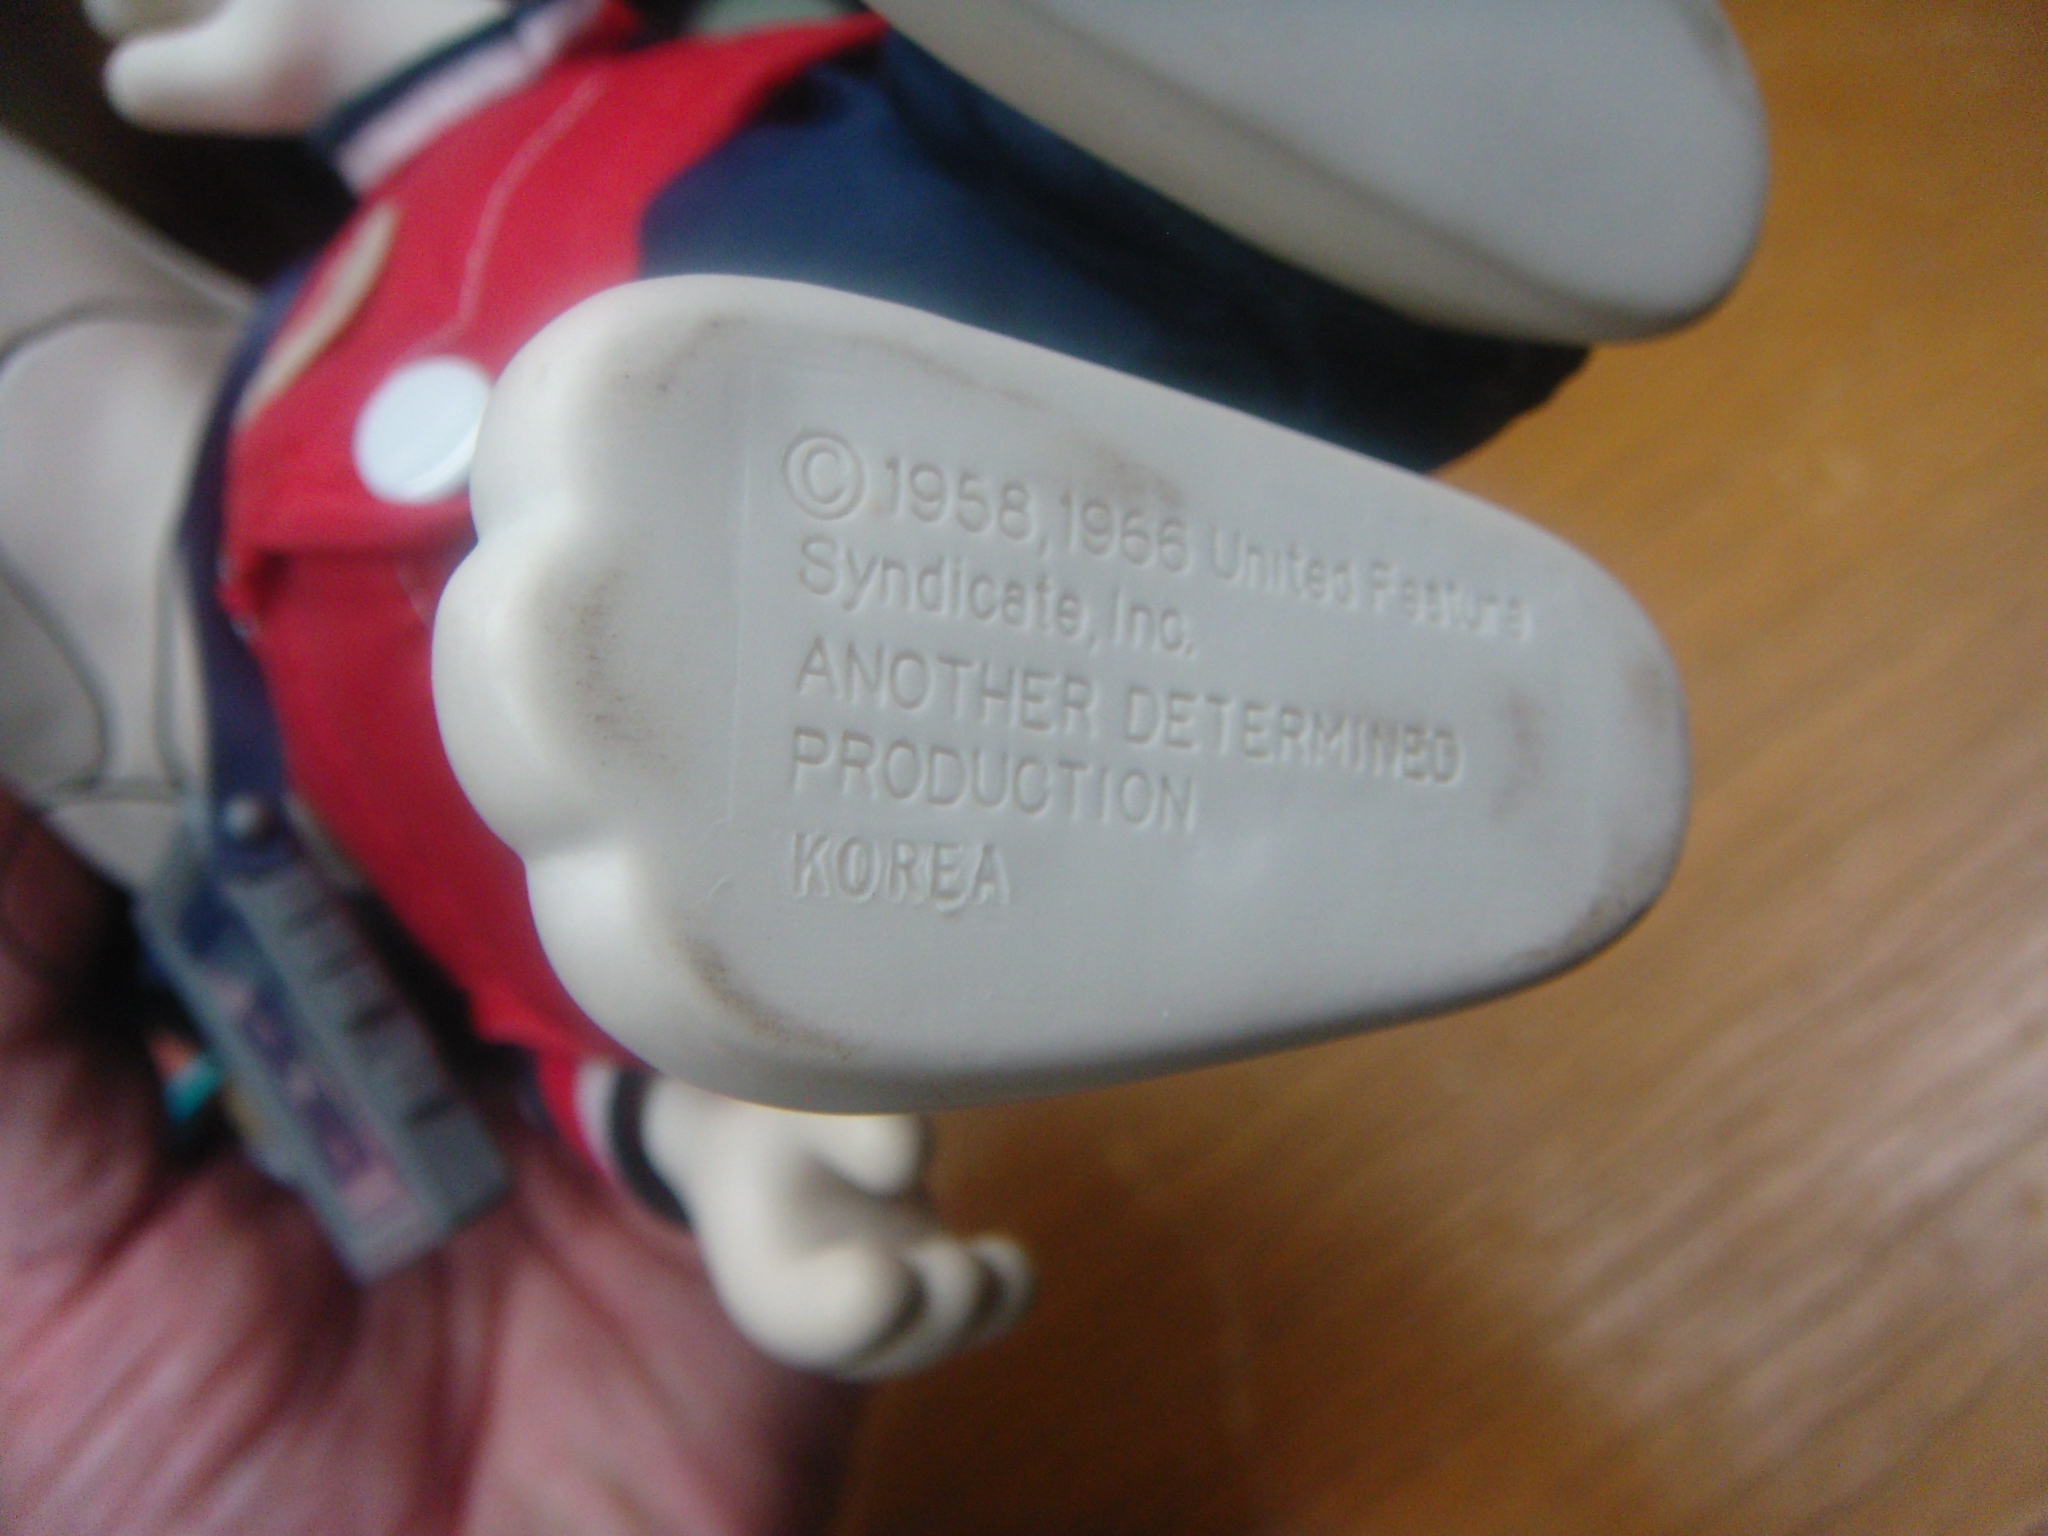 © 1958, 1966 United Feature
Syndicate, Inc.
ANOTHER DETERMINED
PRODUCTION
KOREA